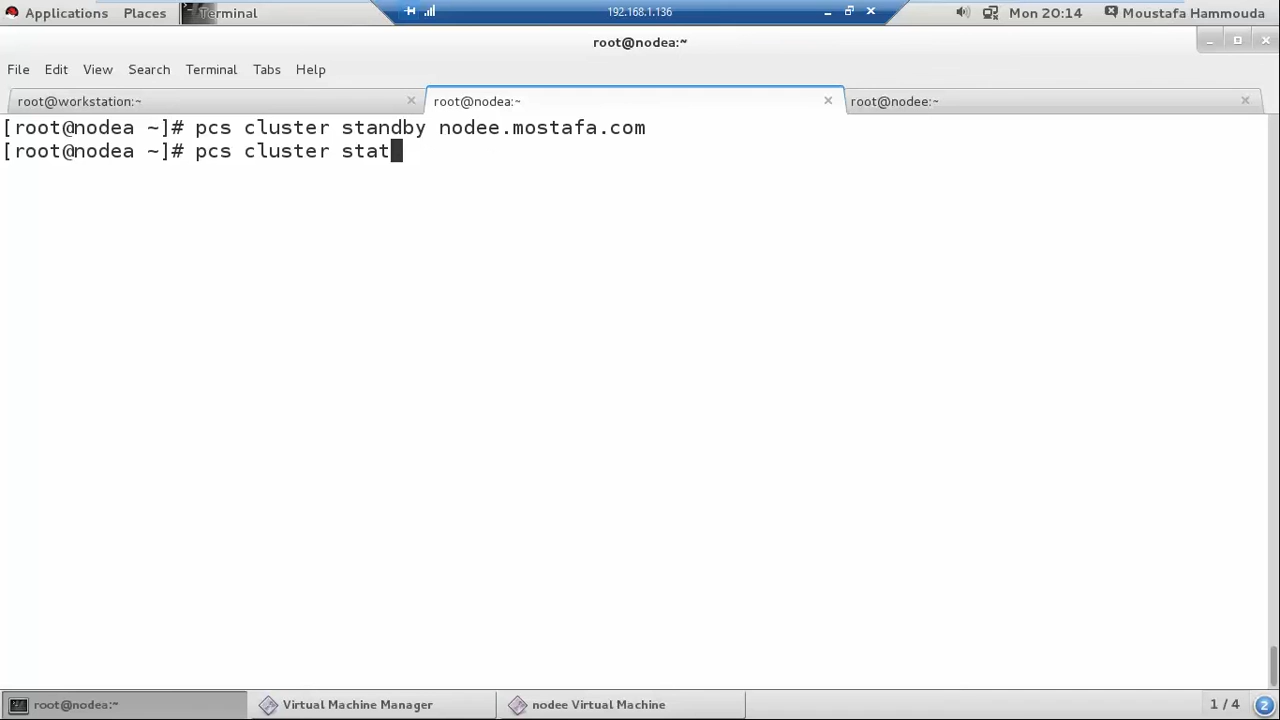 Applications Places Terminal 192.168.1.136 Mon 20:14 Moustafa Hammouda
root@nodea:~
File Edit View Search Terminal Tabs Help
root@workstation:~ root@nodea:~ root@nodee:~
[root@nodea ~]# pcs cluster standby nodee.mostafa.com
[root@nodea ~]# pcs cluster stat
root@nodea:~ Virtual Machine Manager nodee Virtual Machine 1 / 4 2